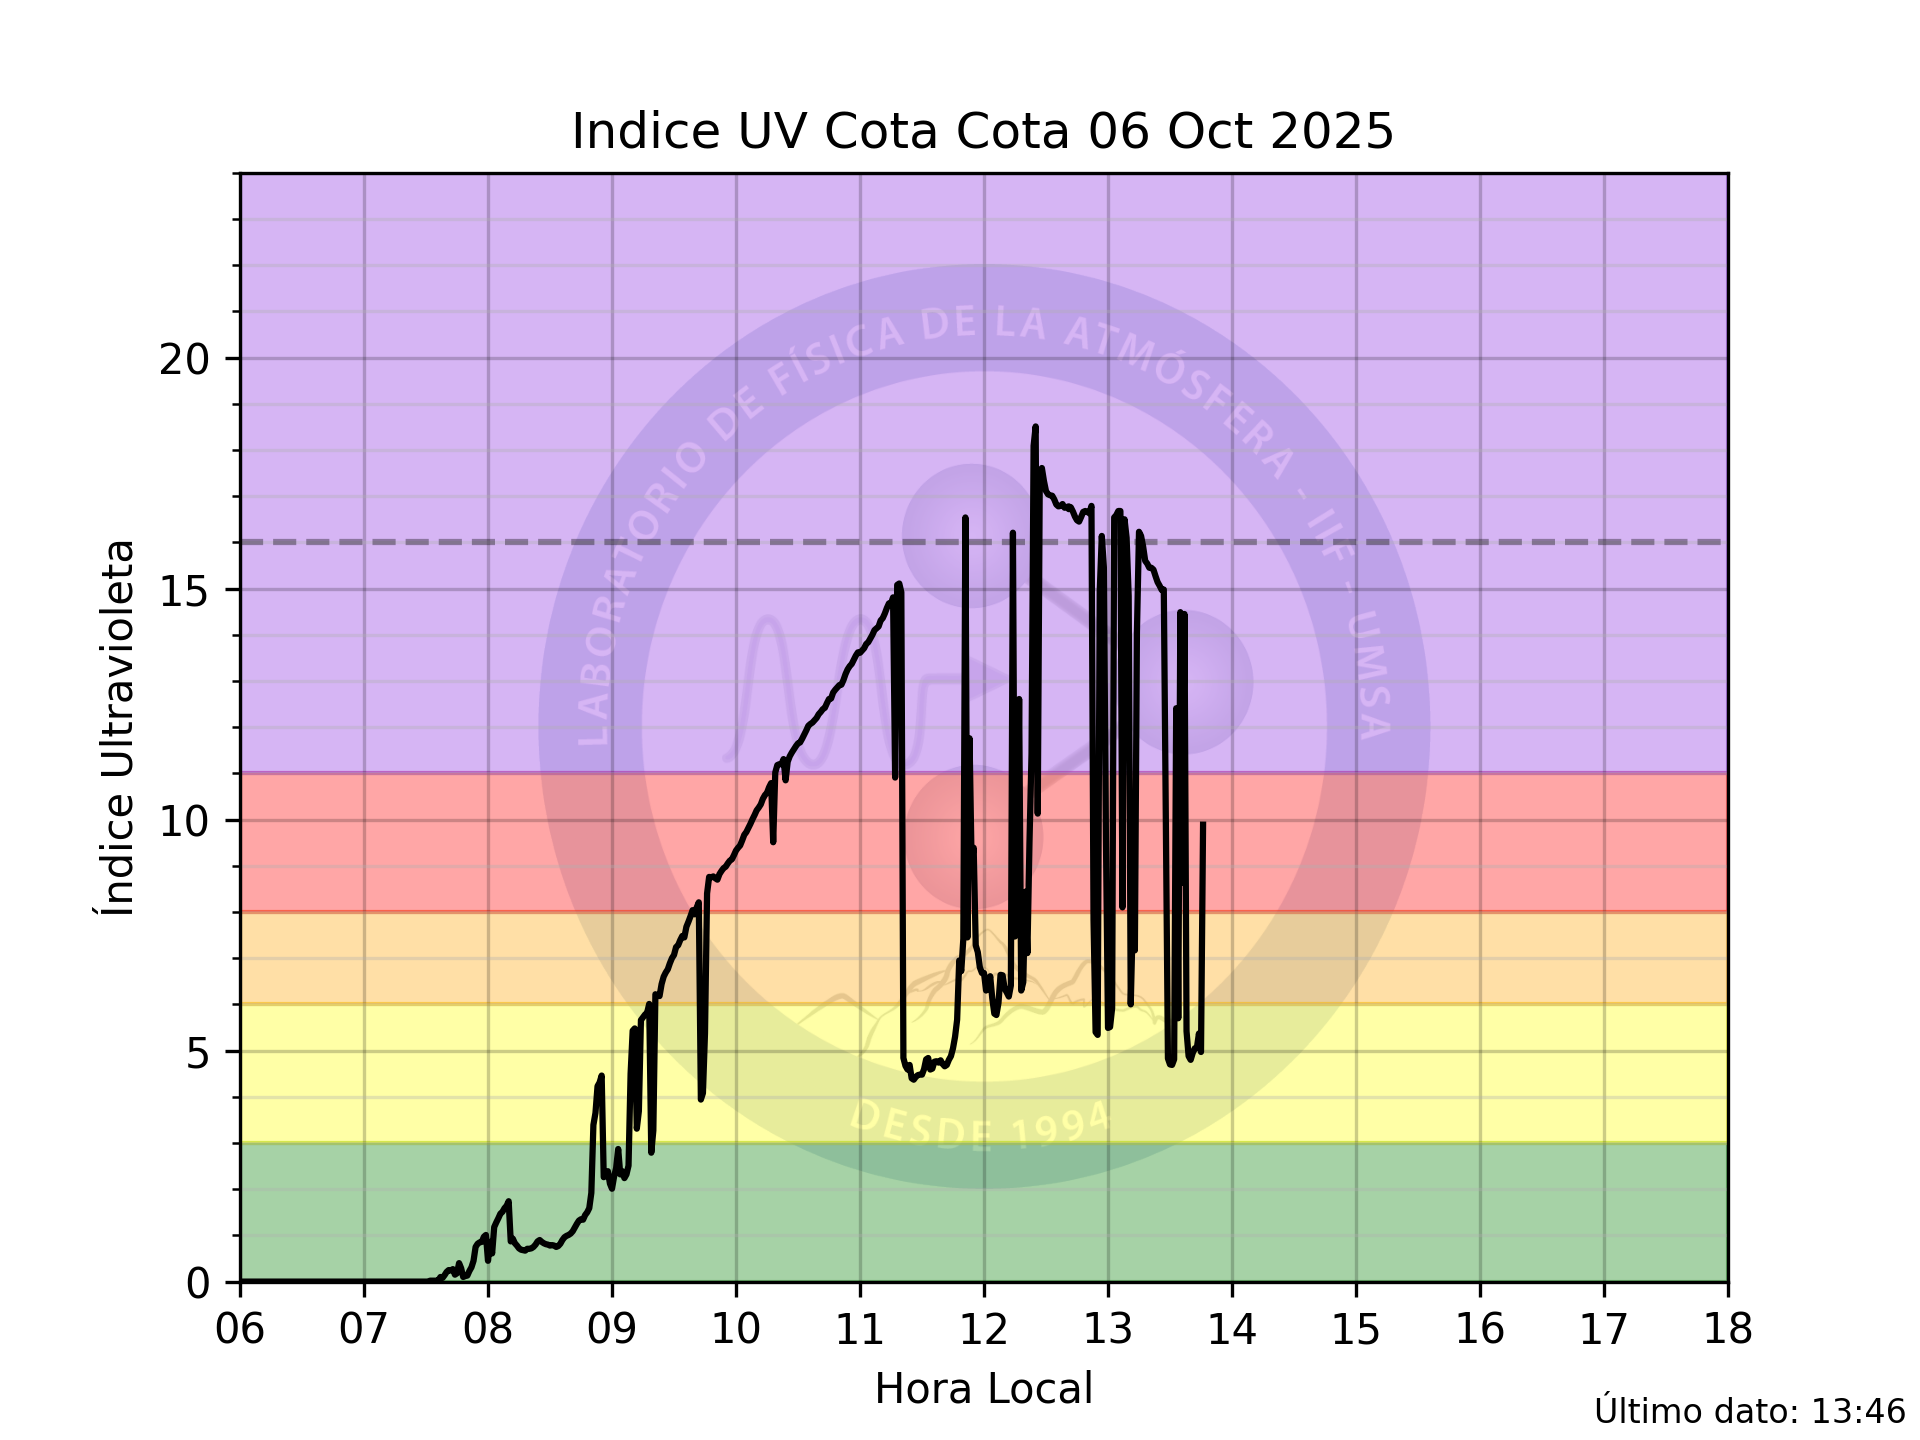 Indice UV Cota Cota 06 Oct 2025
Índice Ultravioleta
20
15
10
5
0
LABORATORIO DE FÍSICA DE LA ATMÓSFERA - IIF - UMSA
DESDE 1994
06 07 08 09 10 11 12 13 14 15 16 17 18
Hora Local
Último dato: 13:46